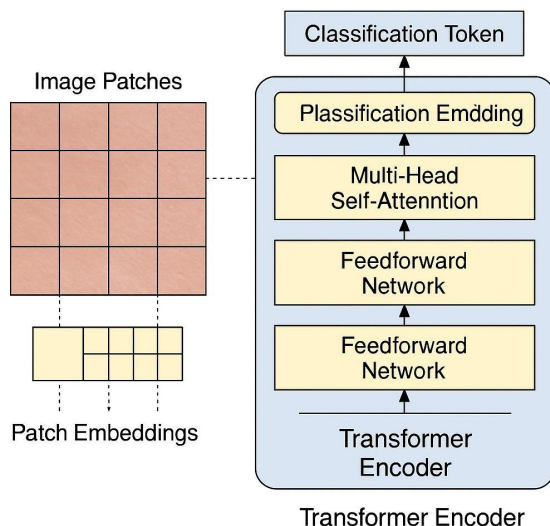 Classification Token
Image Patches
Plassification Emdding
Multi-Head
Self-Attenntion
Feedforward
Network
Feedforward
Network
Transformer
Encoder
Patch Embeddings
Transformer Encoder